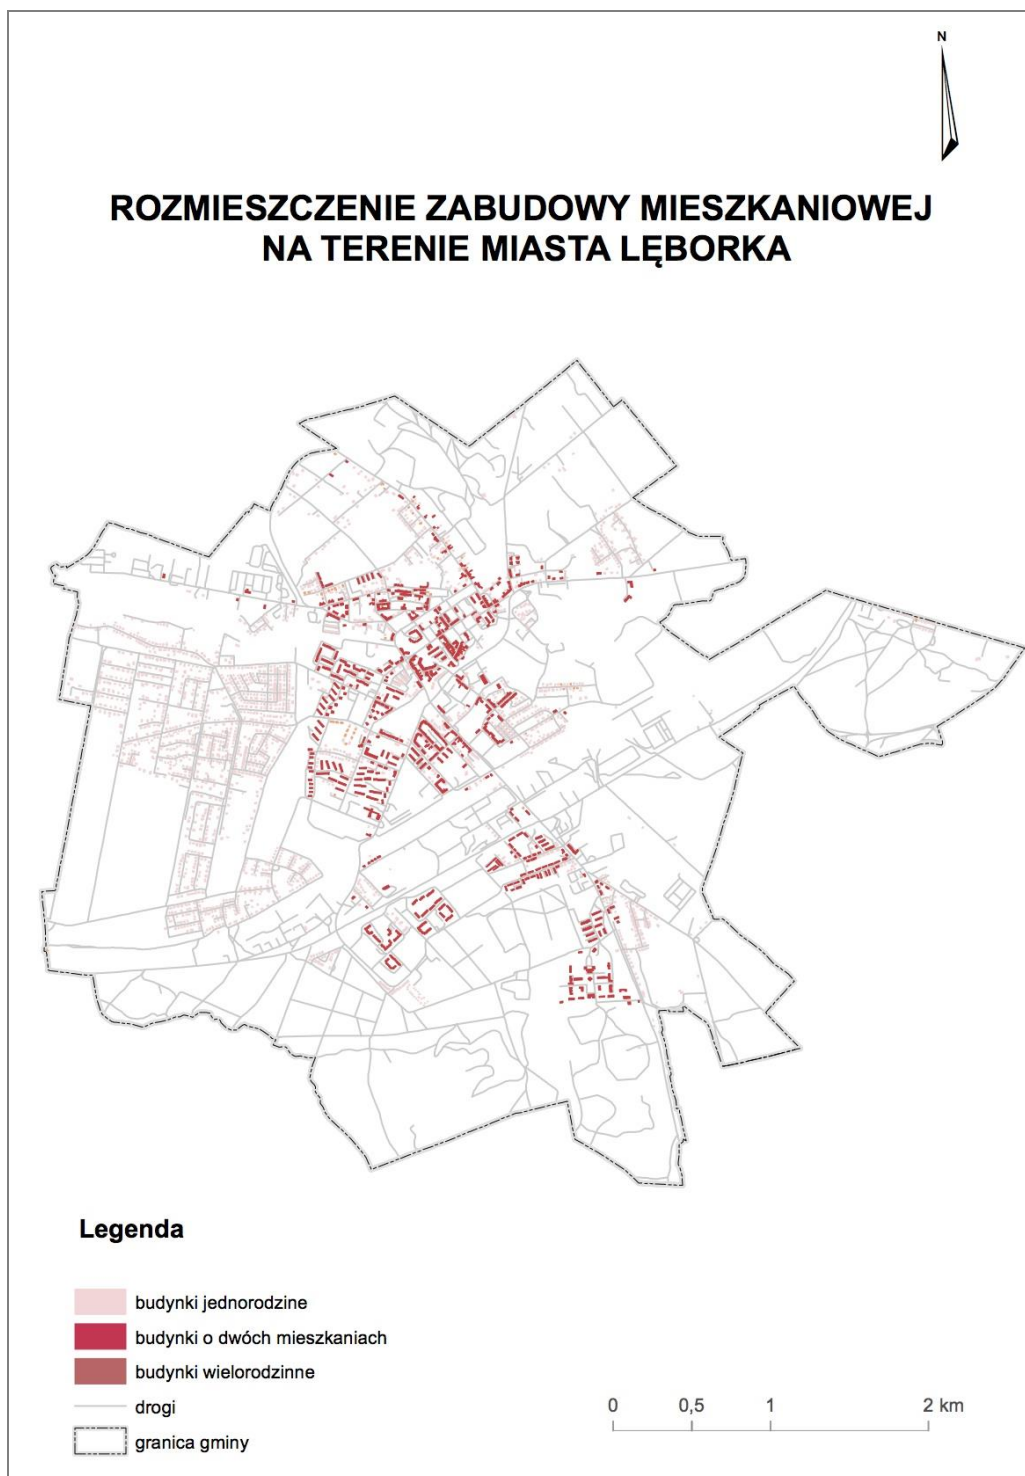 N
ROZMIESZCZENIE ZABUDOWY MIESZKANIOWEJ
NA TERENIE MIASTA LĘBORKA
Legenda
budynki jednorodzine
budynki o dwóch mieszkaniach
budynki wielorodzinne
drogi
granica gminy
0 0,5 1 2 km